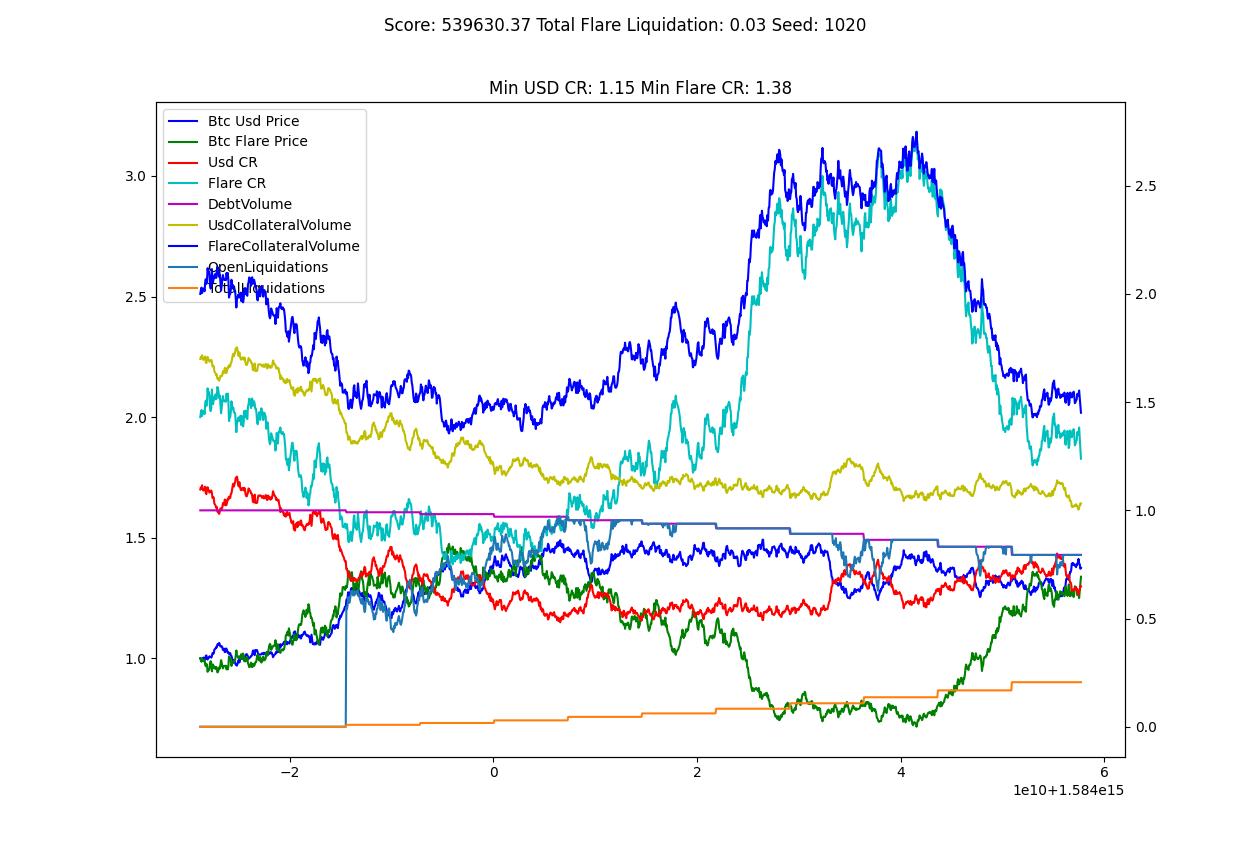 Score: 539630.37 Total Flare Liquidation: 0.03 Seed: 1020
Min USD CR: 1.15 Min Flare CR: 1.38
Btc Usd Price
Btc Flare Price
Usd CR
Flare CR
DebtVolume
UsdCollateralVolume
FlareCollateralVolume
OpenLiquidations
TotalLiquidations
3.0
2.5
2.0
1.5
1.0
2.5
2.0
1.5
1.0
0.5
0.0
−2
0
2
4
6
1e10+1.584e15